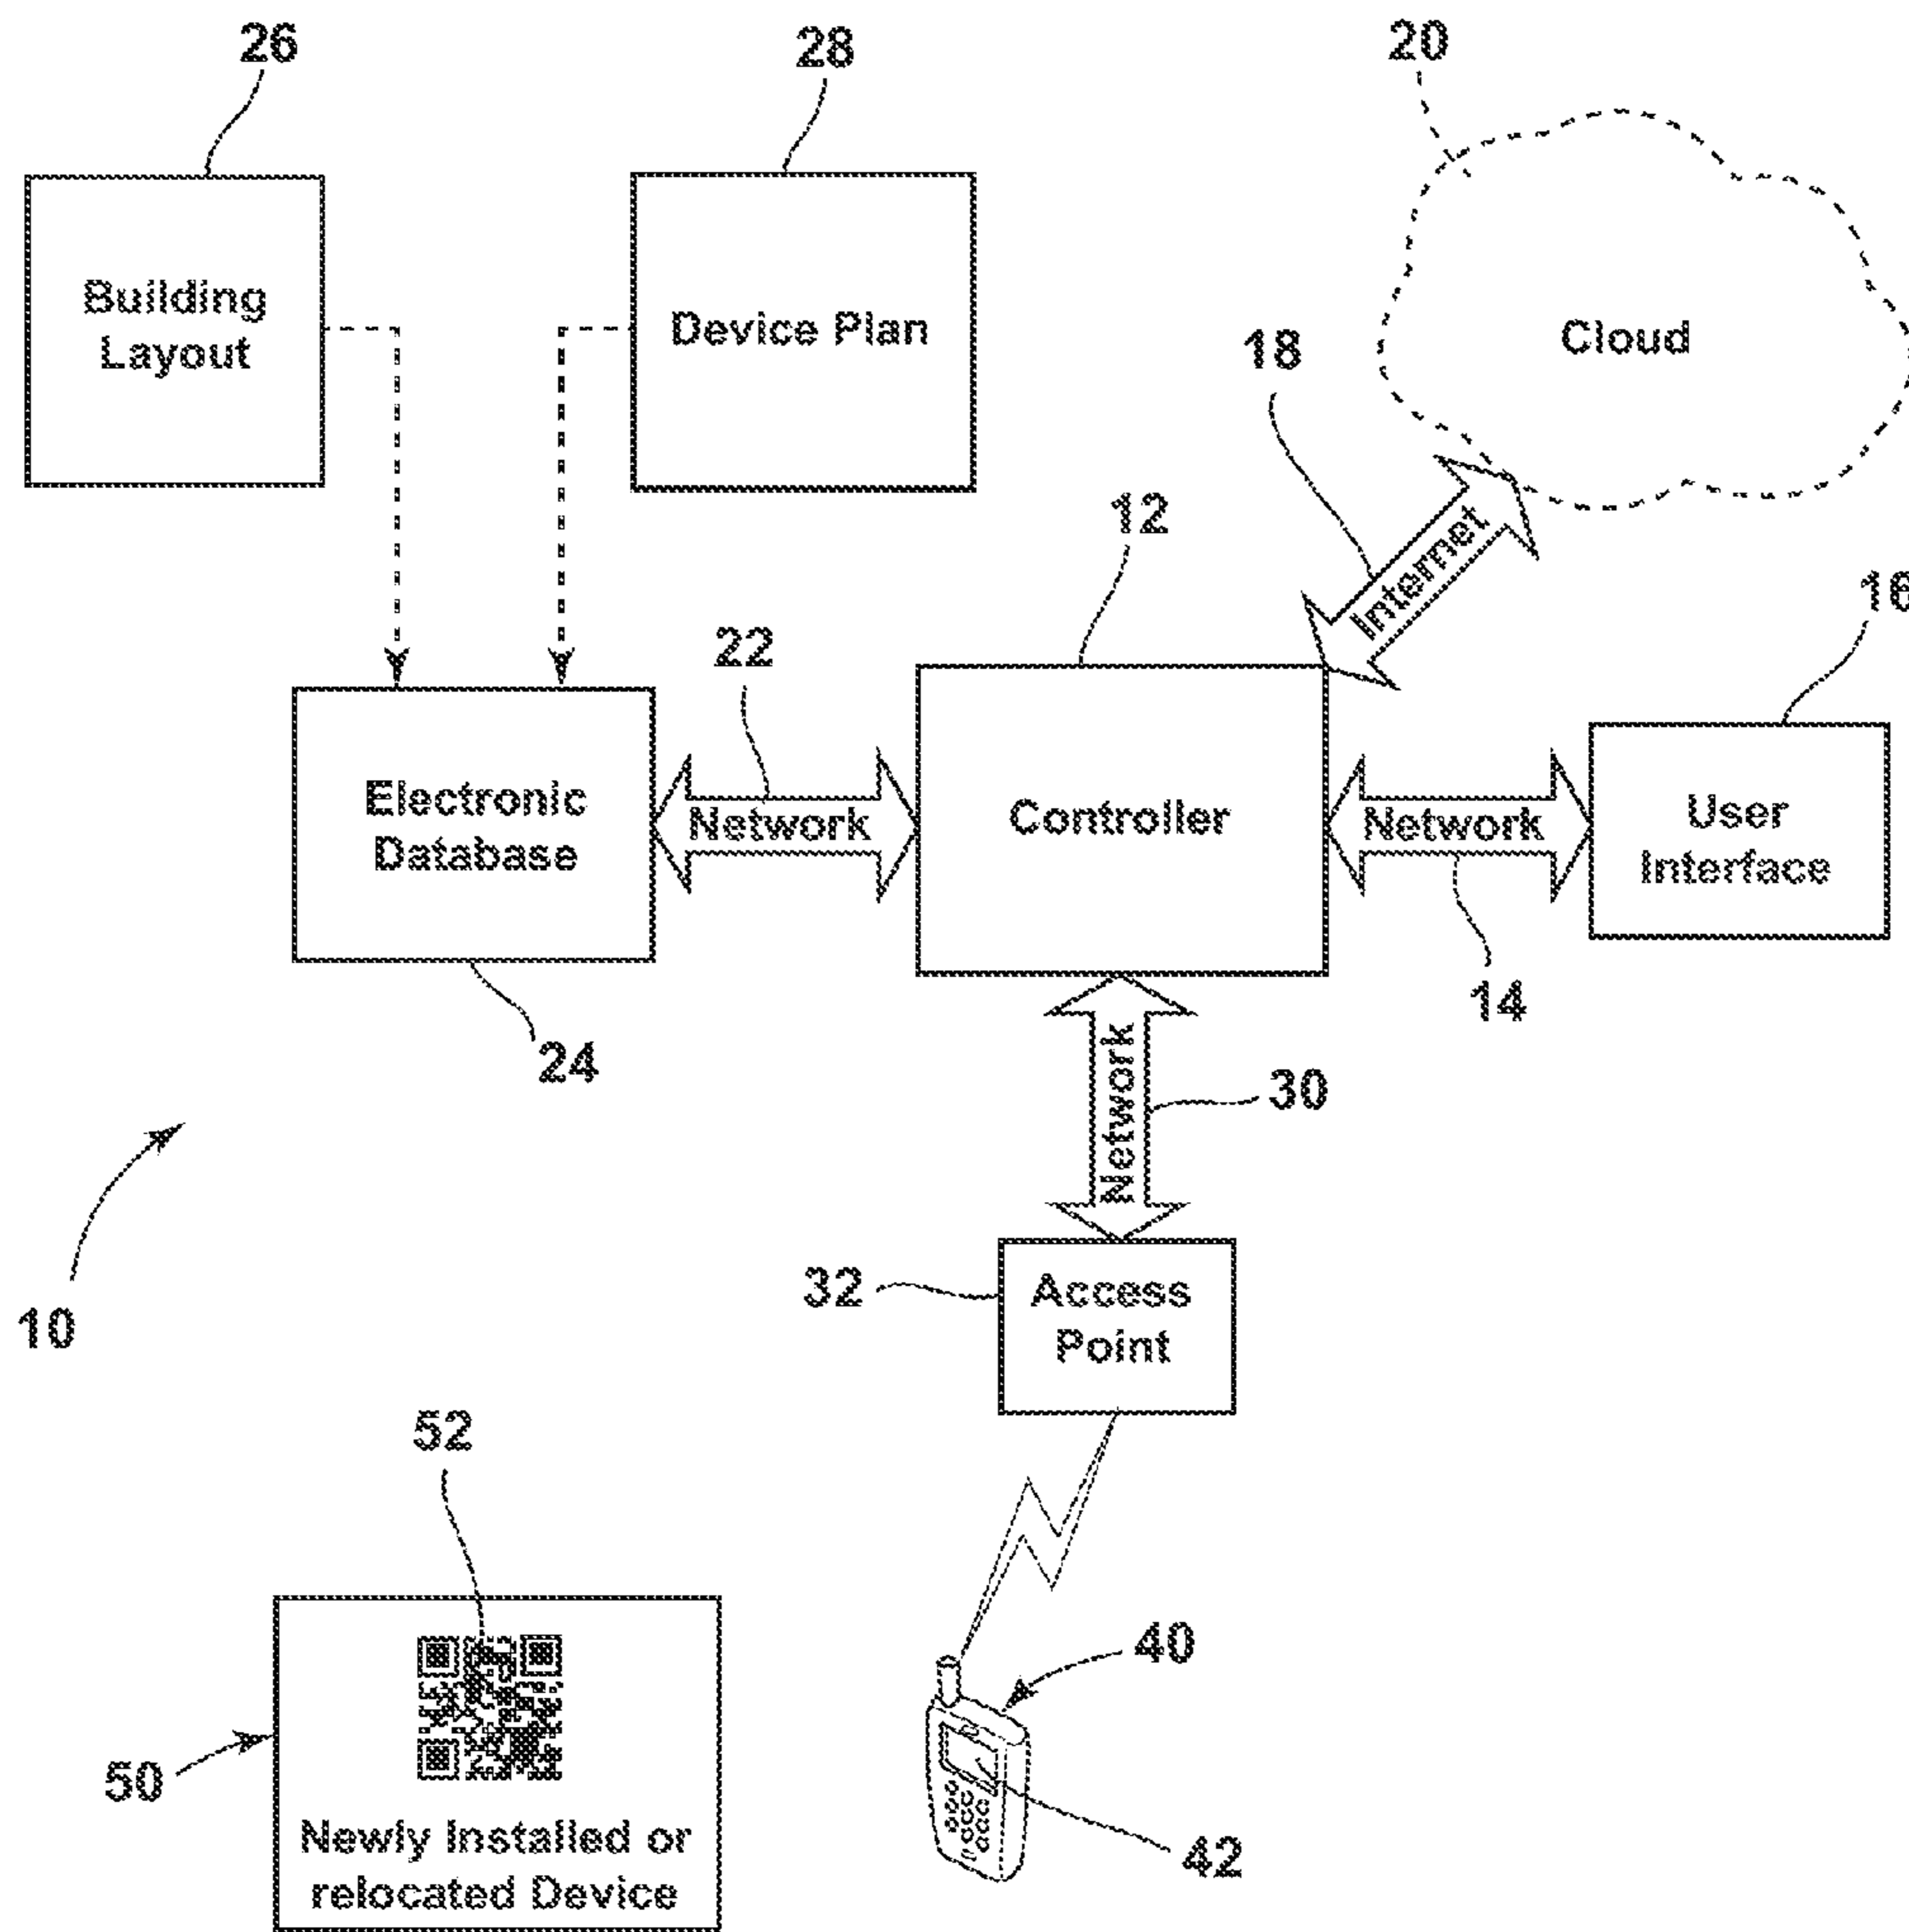 26
28
20
Building
Layout
Device Plan
Cloud
18
12
Internet
16
22
Electronic
Database
Network
Controller
Network
User
Interface
14
24
Network
30
10
32
Access
Point
52
40
50
Newly Installed or
relocated Device
42